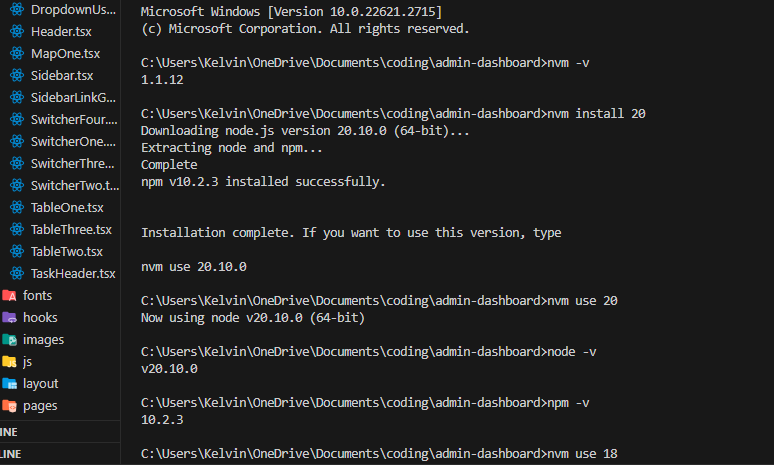 DropdownUs...
Header.tsx
MapOne.tsx
Sidebar.tsx
SidebarLinkG...
SwitcherFour....
SwitcherOne....
SwitcherThre...
SwitcherTwo.t...
TableOne.tsx
TableThree.tsx
TableTwo.tsx
TaskHeader.tsx
fonts
hooks
images
js
layout
pages
INE
LINE
Microsoft Windows [Version 10.0.22621.2715]
(c) Microsoft Corporation. All rights reserved.
C:\Users\Kelvin\OneDrive\Documents\coding\admin-dashboard>nvm -v
1.1.12
C:\Users\Kelvin\OneDrive\Documents\coding\admin-dashboard>nvm install 20
Downloading node.js version 20.10.0 (64-bit)...
Extracting node and npm...
Complete
npm v10.2.3 installed successfully.
Installation complete. If you want to use this version, type
nvm use 20.10.0
C:\Users\Kelvin\OneDrive\Documents\coding\admin-dashboard>nvm use 20
Now using node v20.10.0 (64-bit)
C:\Users\Kelvin\OneDrive\Documents\coding\admin-dashboard>node -v
v20.10.0
C:\Users\Kelvin\OneDrive\Documents\coding\admin-dashboard>npm -v
10.2.3
C:\Users\Kelvin\OneDrive\Documents\coding\admin-dashboard>nvm use 18